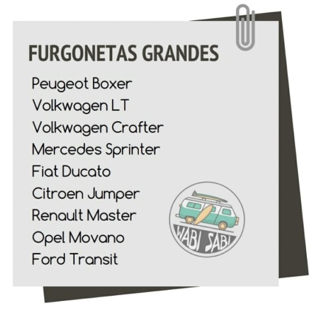 FURGONETAS GRANDES
Peugeot Boxer
Volkwagen LT
Volkwagen Crafter
Mercedes Sprinter
Fiat Ducato
Citroen Jumper
Renault Master
Opel Movano
Ford Transit
WABI SABI